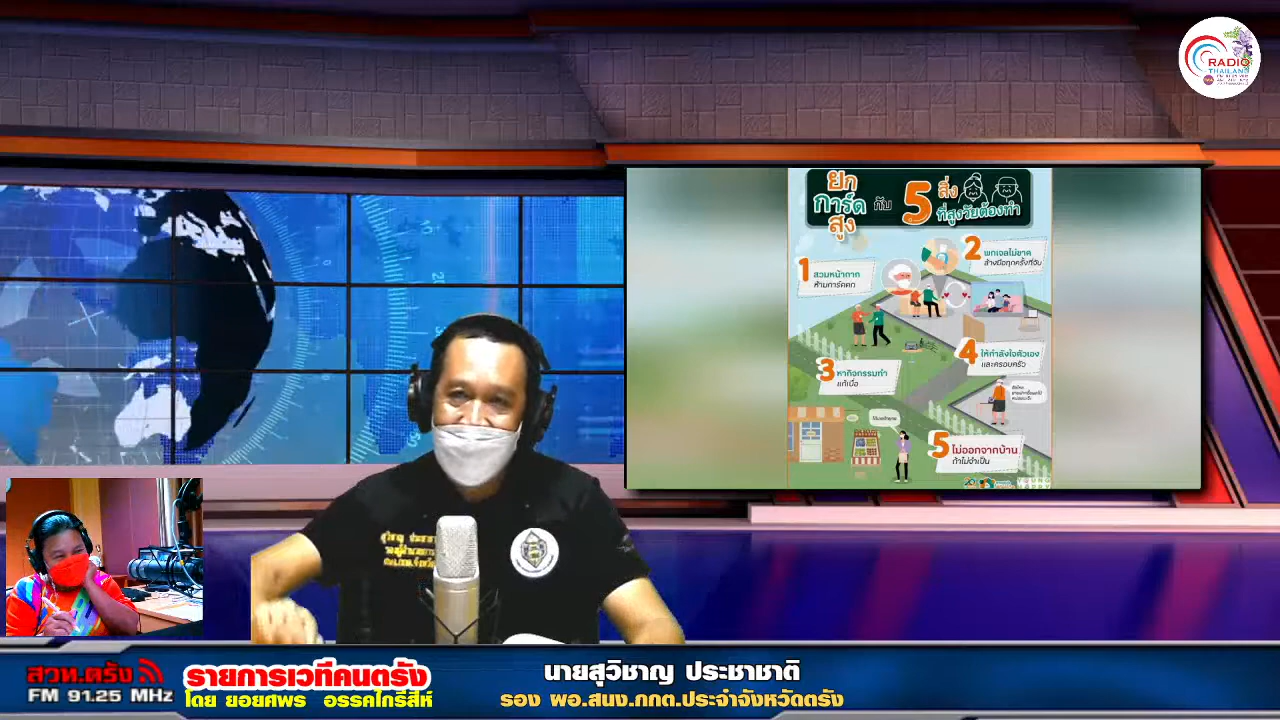 RADIO
THAILAND
ยก
การ์ด
สูง
กับ
5
สิ่ง
ที่สูงวัยต้องทำ
1
สวมหน้ากาก
ห้ามการ์ดตก
2
พกเจลไม่ขาด
ล้างมือทุกครั้งที่จับ
3
หากิจกรรมทำ
แก้เบื่อ
4
ให้กำลังใจตัวเอง
และครอบครัว
5
ไม่ออกจากบ้าน
ถ้าไม่จำเป็น
สุวิชาญ
สวท.ตรัง
FM 91.25 MHz
รายการเวทีคนตรัง
โดย ยอยศพร อรรคไกรสีห์
นายสุวิชาญ ประชาชาติ
รอง ผอ.สนง.กกต.ประจำจังหวัดตรัง